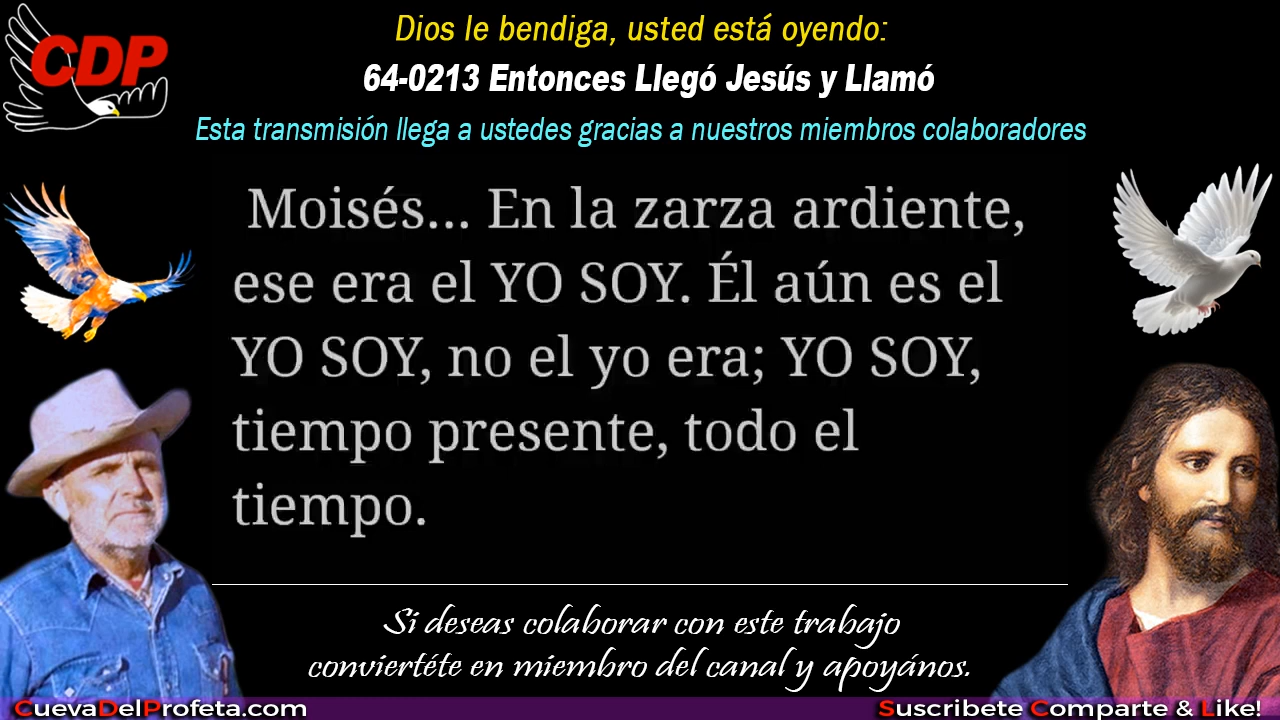 CDP
Dios le bendiga, usted está oyendo:
64-0213 Entonces Llegó Jesús y Llamó
Esta transmisión llega a ustedes gracias a nuestros miembros colaboradores
Moisés... En la zarza ardiente,
ese era el YO SOY. Él aún es el
YO SOY, no el yo era; YO SOY,
tiempo presente, todo el
tiempo.
Si deseas colaborar con este trabajo
conviertéte en miembro del canal y apoyános.
CuevaDelProfeta.com
Suscribete Comparte & Like!